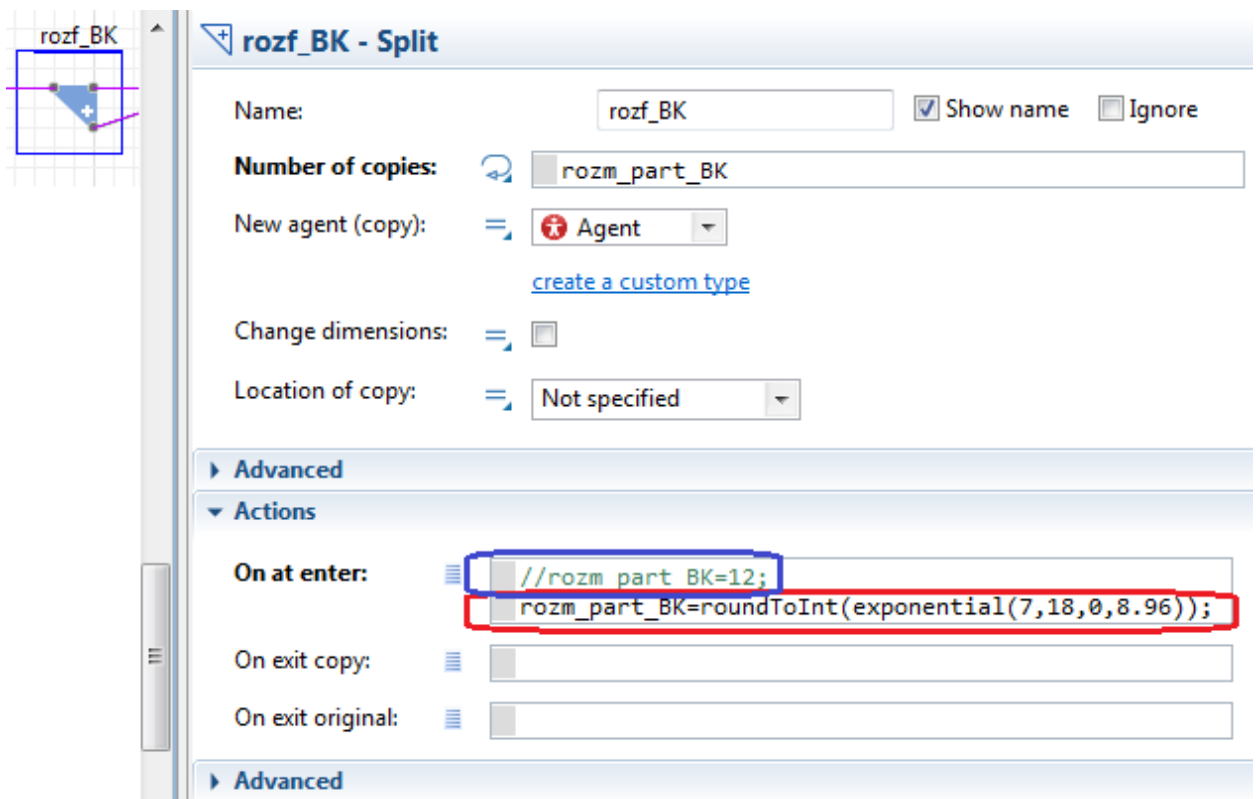 rozf_BK
rozf_BK - Split
Name: rozf_BK Show name Ignore
Number of copies: rozm_part_BK
New agent (copy): Agent
create a custom type
Change dimensions:
Location of copy: Not specified
Advanced
Actions
On at enter: //rozm_part_BK=12;
rozm_part_BK=roundToInt(exponential(7,18,0,8.96));
On exit copy:
On exit original:
Advanced